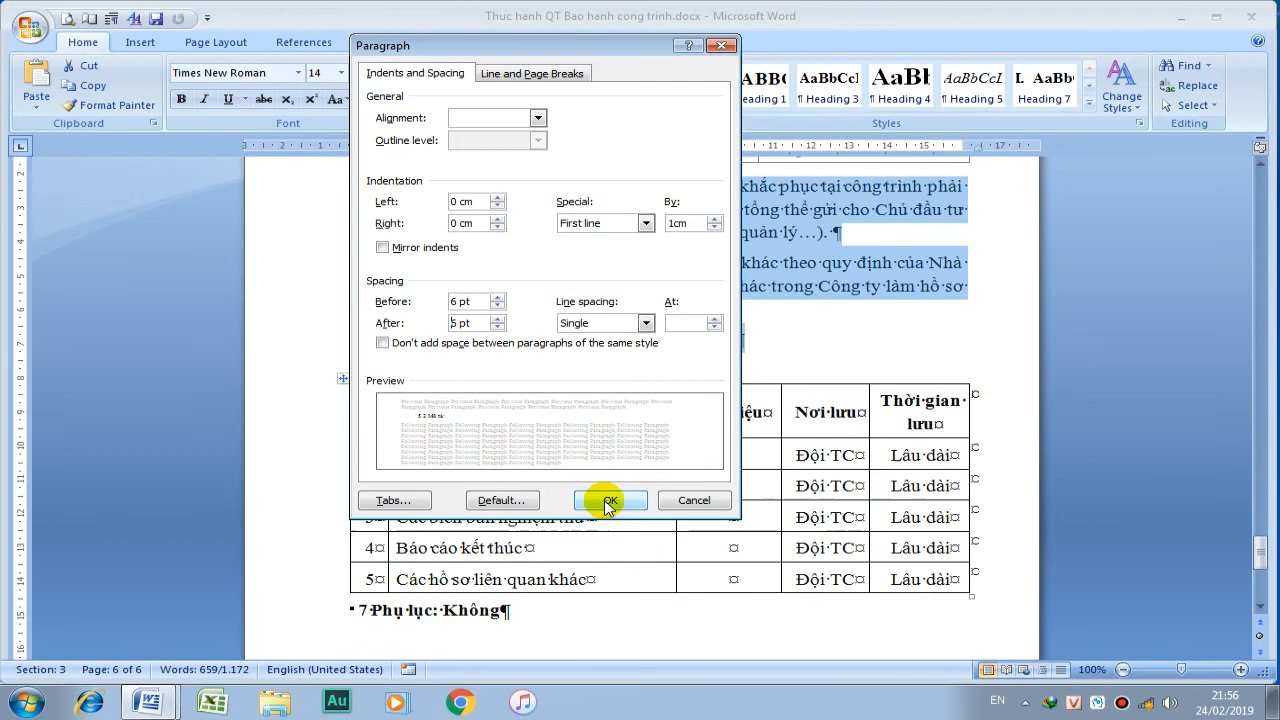 Thuc hanh QT Bao hanh cong trinh.docx - Microsoft Word
Home Insert Page Layout References
Paste Cut Copy Format Painter Clipboard
Times New Roman 14
B I U abc X₂ X² Aa
Font
Heading 1 AaBbCcI Heading 3 AaBb Heading 4 AaBbCcL Heading 5 Heading 7
Styles
Change Styles
Find Replace Select Editing
Paragraph
Indents and Spacing Line and Page Breaks
General
Alignment:
Outline level:
Indentation
Left: 0 cm Special: By:
Right: 0 cm First line 1cm
Mirror indents
Spacing
Before: 6 pt Line spacing: At:
After: 6 pt Single
Don't add space between paragraphs of the same style
Preview
Tabs... Default... OK Cancel
khắc phục tại công trình phải
tổng thể gửi cho Chủ đầu tư
quản lý…). ¶
khác theo quy định của Nhà
trong Công ty làm hồ sơ
Nơi lưu¤ Thời gian lưu¤
Đội TC¤ Lâu dài¤
Đội TC¤ Lâu dài¤
Đội TC¤ Lâu dài¤
4¤ Báo cáo kết thúc¤ ¤ Đội TC¤ Lâu dài¤
5¤ Các hồ sơ liên quan khác¤ ¤ Đội TC¤ Lâu dài¤
7 Phụ lục: Không¶
Section: 3 Page: 6 of 6 Words: 659/1.172 English (United States) 100%
EN 21:56
24/02/2019